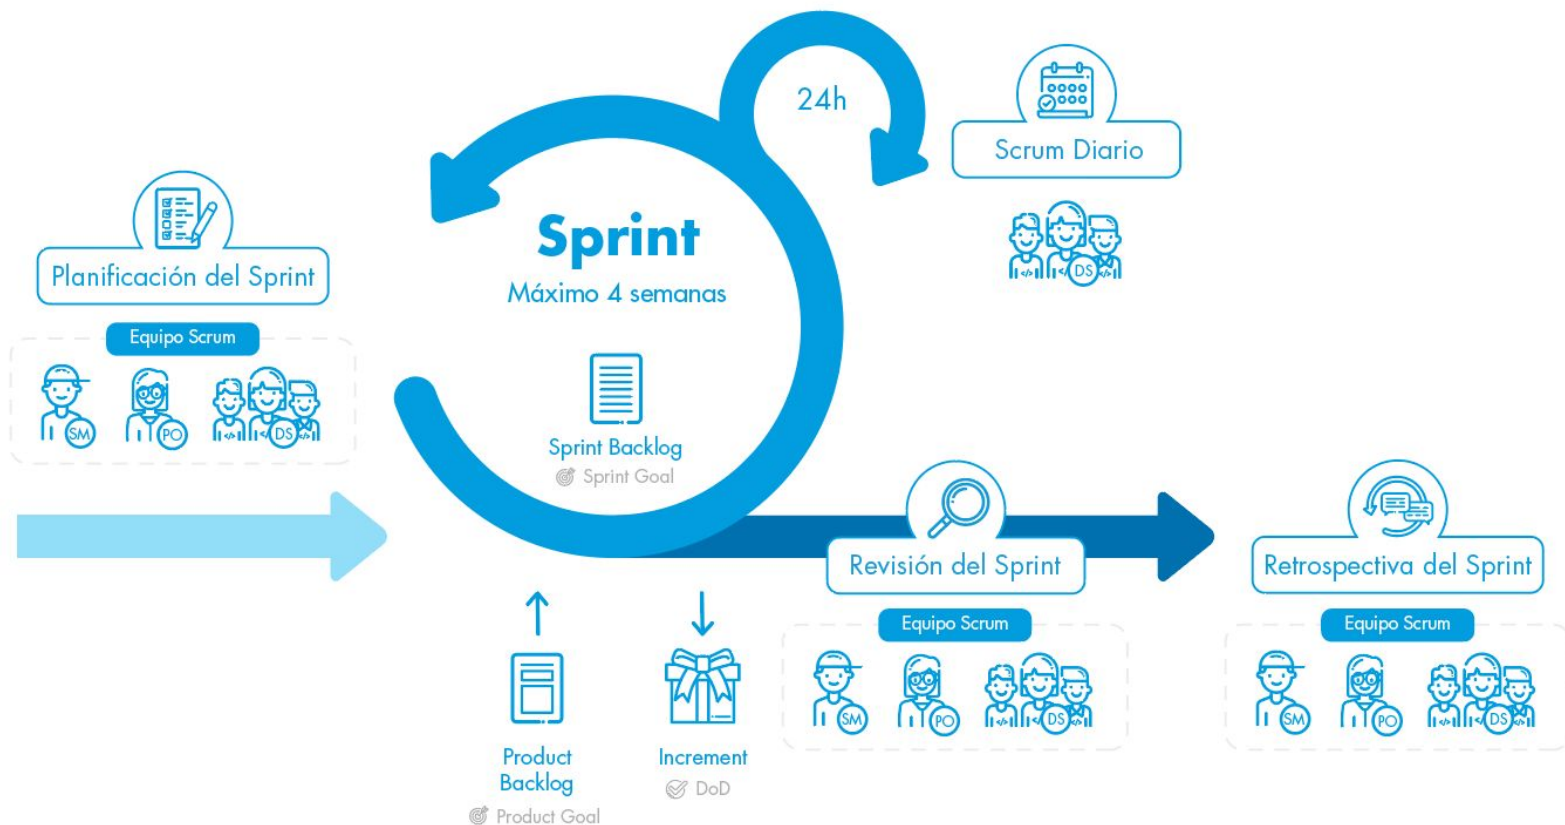 24h
Scrum Diario
DS
Planificación del Sprint
Equipo Scrum
SM
PO
DS
Sprint
Máximo 4 semanas
Sprint Backlog
Sprint Goal
Revisión del Sprint
Equipo Scrum
SM
PO
DS
Retrospectiva del Sprint
Equipo Scrum
SM
PO
DS
Product
Backlog
Product Goal
Increment
DoD